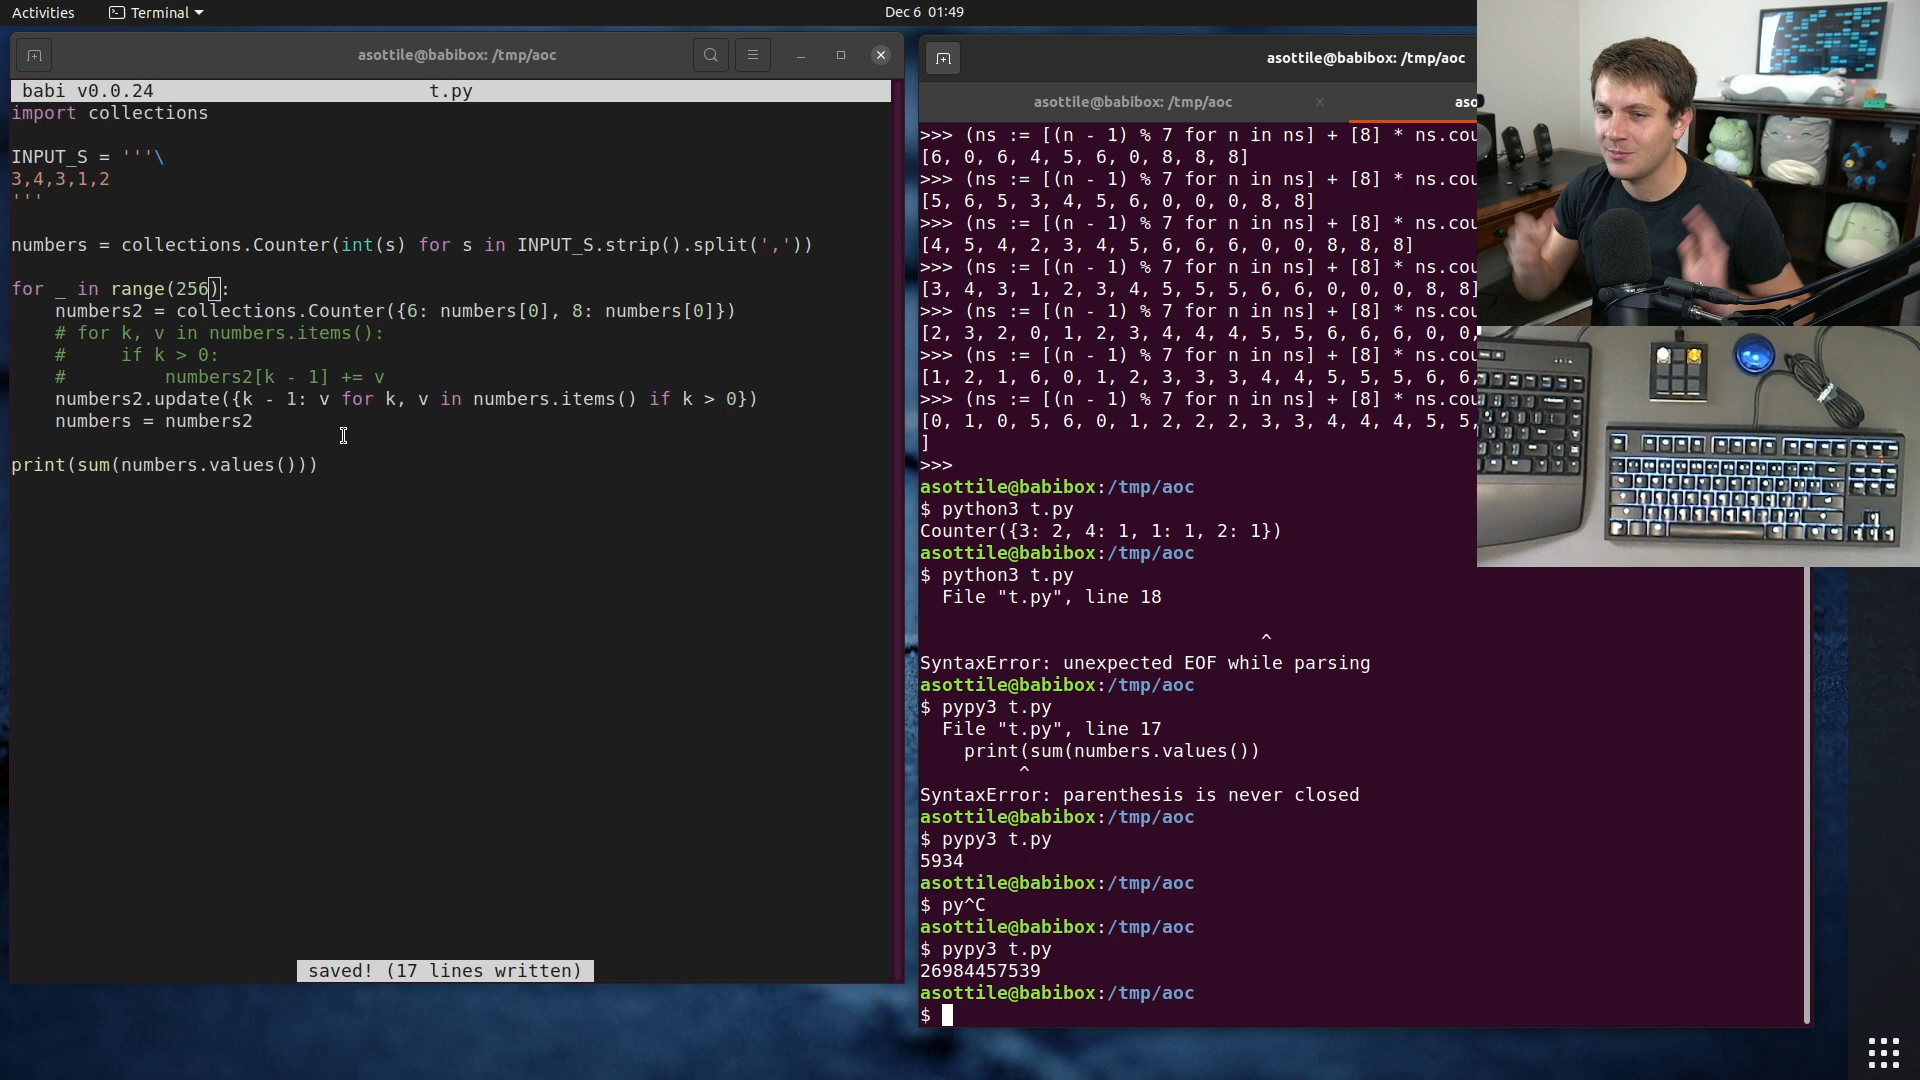 Activities
Terminal
Dec 6 01:49
asottile@babibox: /tmp/aoc
babi v0.0.24
t.py
import collections
INPUT_S = '''\
3,4,3,1,2
'''
numbers = collections.Counter(int(s) for s in INPUT_S.strip().split(','))
for _ in range(256):
    numbers2 = collections.Counter({6: numbers[0], 8: numbers[0]})
    # for k, v in numbers.items():
    #     if k > 0:
    #         numbers2[k - 1] += v
    numbers2.update({k - 1: v for k, v in numbers.items() if k > 0})
    numbers = numbers2
print(sum(numbers.values()))
saved! (17 lines written)
asottile@babibox: /tmp/aoc
asottile@babibox: /tmp/aoc
aso
>>> (ns := [(n - 1) % 7 for n in ns] + [8] * ns.cou
[6, 0, 6, 4, 5, 6, 0, 8, 8, 8]
>>> (ns := [(n - 1) % 7 for n in ns] + [8] * ns.cou
[5, 6, 5, 3, 4, 5, 6, 0, 0, 0, 8, 8]
>>> (ns := [(n - 1) % 7 for n in ns] + [8] * ns.cou
[4, 5, 4, 2, 3, 4, 5, 6, 6, 6, 0, 0, 8, 8, 8]
>>> (ns := [(n - 1) % 7 for n in ns] + [8] * ns.cou
[3, 4, 3, 1, 2, 3, 4, 5, 5, 5, 6, 6, 0, 0, 0, 8, 8]
>>> (ns := [(n - 1) % 7 for n in ns] + [8] * ns.cou
[2, 3, 2, 0, 1, 2, 3, 4, 4, 4, 5, 5, 6, 6, 6, 0, 0,
>>> (ns := [(n - 1) % 7 for n in ns] + [8] * ns.cou
[1, 2, 1, 6, 0, 1, 2, 3, 3, 3, 4, 4, 5, 5, 5, 6, 6,
>>> (ns := [(n - 1) % 7 for n in ns] + [8] * ns.cou
[0, 1, 0, 5, 6, 0, 1, 2, 2, 2, 3, 3, 4, 4, 4, 5, 5,
]
>>>
asottile@babibox:/tmp/aoc
$ python3 t.py
Counter({3: 2, 4: 1, 1: 1, 2: 1})
asottile@babibox:/tmp/aoc
$ python3 t.py
  File "t.py", line 18
^
SyntaxError: unexpected EOF while parsing
asottile@babibox:/tmp/aoc
$ pypy3 t.py
  File "t.py", line 17
    print(sum(numbers.values())
^
SyntaxError: parenthesis is never closed
asottile@babibox:/tmp/aoc
$ pypy3 t.py
5934
asottile@babibox:/tmp/aoc
$ py^C
asottile@babibox:/tmp/aoc
$ pypy3 t.py
26984457539
asottile@babibox:/tmp/aoc
$